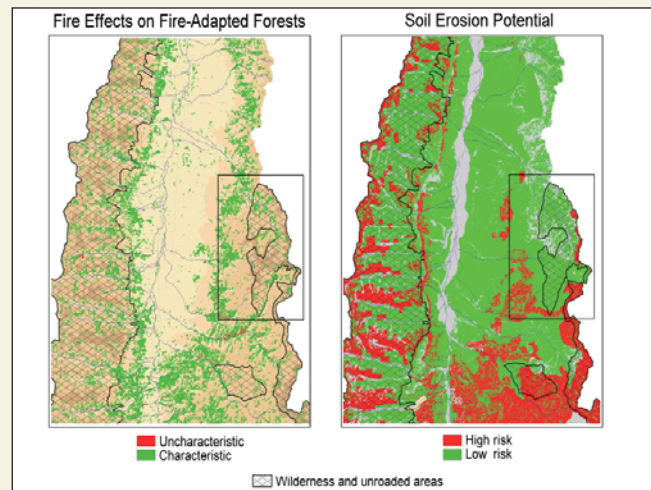 Fire Effects on Fire-Adapted Forests
Soil Erosion Potential
Uncharacteristic
Characteristic
High risk
Low risk
Wilderness and unroaded areas